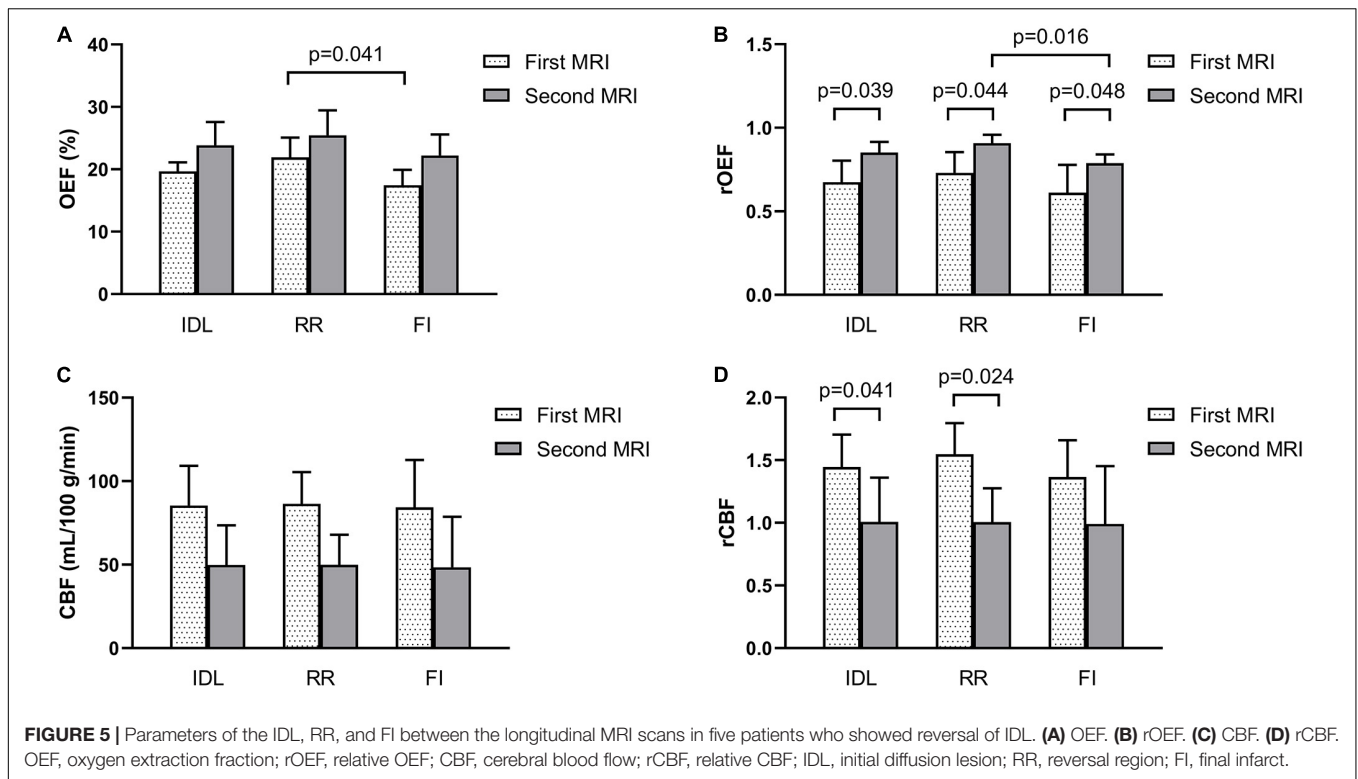 A
40
30
20
10
0
OEF (%)
p=0.041
First MRI
Second MRI
IDL RR FI
B
1.5
1.0
0.5
0.0
rOEF
p=0.016
p=0.039 p=0.044 p=0.048
First MRI
Second MRI
IDL RR FI
C
150
100
50
0
CBF (mL/100 g/min)
First MRI
Second MRI
IDL RR FI
D
2.0
1.5
1.0
0.5
0.0
rCBF
p=0.041 p=0.024
First MRI
Second MRI
IDL RR FI
FIGURE 5 | Parameters of the IDL, RR, and FI between the longitudinal MRI scans in five patients who showed reversal of IDL. (A) OEF. (B) rOEF. (C) CBF. (D) rCBF.
OEF, oxygen extraction fraction; rOEF, relative OEF; CBF, cerebral blood flow; rCBF, relative CBF; IDL, initial diffusion lesion; RR, reversal region; FI, final infarct.